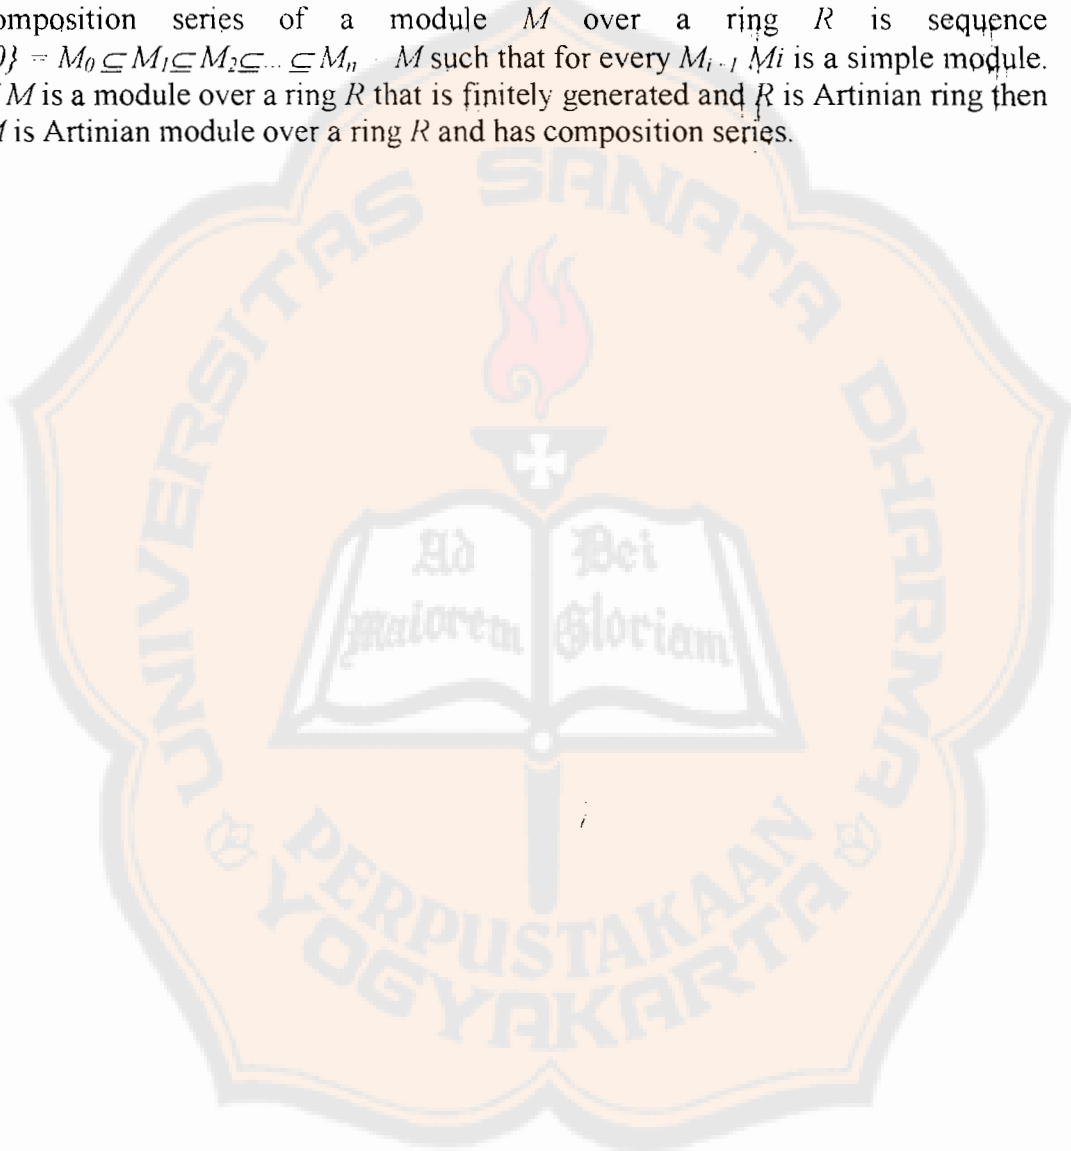 omposition series of a module M over a ring R is sequence
0} = M₀ ⊆ M₁ ⊆ M₂ ⊆ ... ⊆ Mₙ M such that for every Mᵢ₋₁ Mi is a simple module.
M is a module over a ring R that is finitely generated and R is Artinian ring then
is Artinian module over a ring R and has composition series.
UNIVERSITAS SANATA DHARMA
Ad Dei
Maiorem Gloriam
PERPUSTAKAAN
YOGYAKARTA